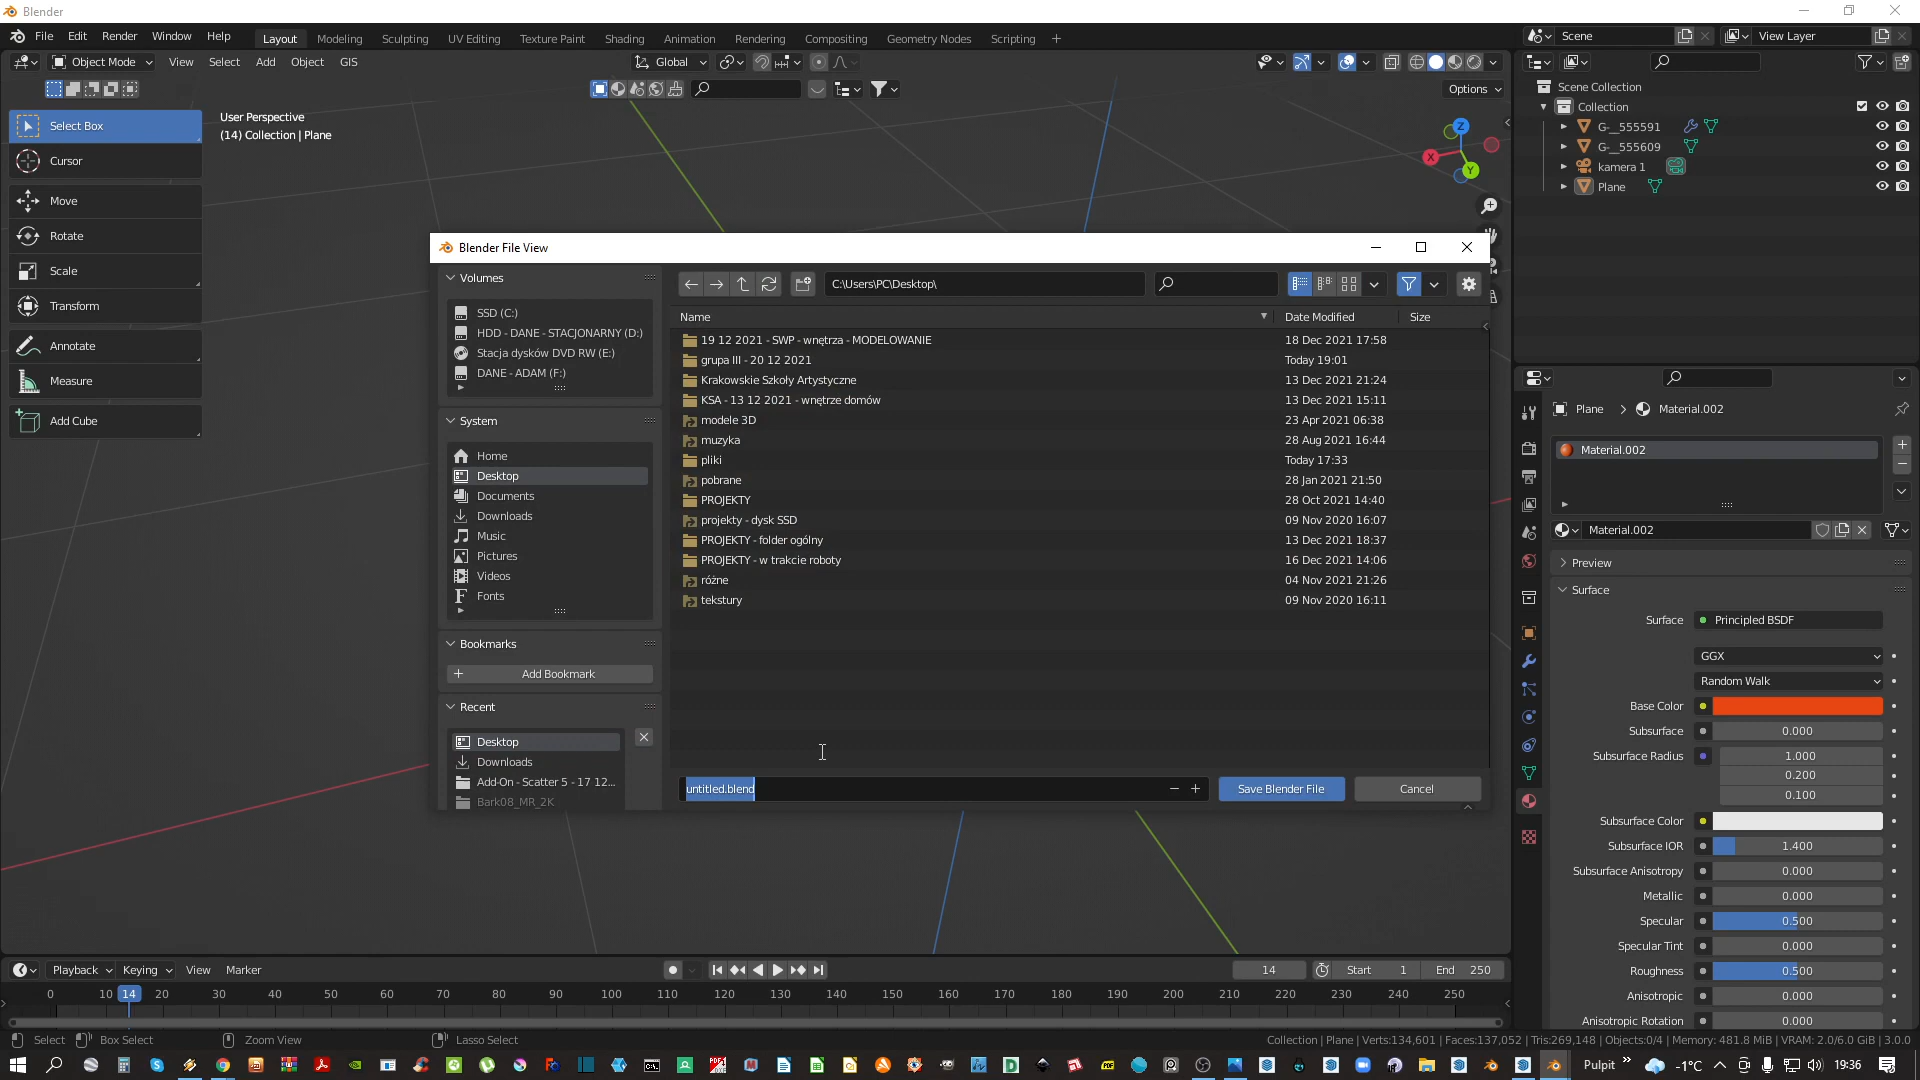 Blender
File Edit Render Window Help Layout Modeling Sculpting UV Editing Texture Paint Shading Animation Rendering Compositing Geometry Nodes Scripting + Scene View Layer
Object Mode View Select Add Object GIS Global
Options
Select Box
Cursor
Move
Rotate
Scale
Transform
Annotate
Measure
Add Cube
User Perspective
(14) Collection | Plane
Z
X
Y
Scene Collection
Collection
G-__555591
G-__555609
kamera 1
Plane
Blender File View
Volumes
SSD (C:)
HDD - DANE - STACJONARNY (D:)
Stacja dysków DVD RW (E:)
DANE - ADAM (F:)
System
Home
Desktop
Documents
Downloads
Music
Pictures
Videos
Fonts
Bookmarks
Add Bookmark
Recent
Desktop
Downloads
Add-On - Scatter 5 - 17 12...
Bark08_MR_2K
C:\Users\PC\Desktop\
Name Date Modified Size
19 12 2021 - SWP - wnętrza - MODELOWANIE 18 Dec 2021 17:58
grupa III - 20 12 2021 Today 19:01
Krakowskie Szkoły Artystyczne 13 Dec 2021 21:24
KSA - 13 12 2021 - wnętrze domów 13 Dec 2021 15:11
modele 3D 23 Apr 2021 06:38
muzyka 28 Aug 2021 16:44
pliki Today 17:33
pobrane 28 Jan 2021 21:50
PROJEKTY 28 Oct 2021 14:40
projekty - dysk SSD 09 Nov 2020 16:07
PROJEKTY - folder ogólny 13 Dec 2021 18:37
PROJEKTY - w trakcie roboty 16 Dec 2021 14:06
różne 04 Nov 2021 21:26
tekstury 09 Nov 2020 16:11
untitled.blend Save Blender File Cancel
Plane Material.002
Material.002
Material.002
Preview
Surface
Surface Principled BSDF
GGX
Random Walk
Base Color
Subsurface 0.000
Subsurface Radius 1.000
0.200
0.100
Subsurface Color
Subsurface IOR 1.400
Subsurface Anisotropy 0.000
Metallic 0.000
Specular 0.500
Specular Tint 0.000
Roughness 0.500
Anisotropic 0.000
Anisotropic Rotation 0.000
Playback Keying View Marker 14 Start 1 End 250
0 10 14 20 30 40 50 60 70 80 90 100 110 120 130 140 150 160 170 180 190 200 210 220 230 240 250
Select Box Select Zoom View Lasso Select Collection | Plane | Verts:134,601 | Faces:137,052 | Tris:269,148 | Objects:0/4 | Memory: 481.8 MiB | VRAM: 2.0/6.0 GiB | 3.0.0
Pulpit -1°C 19:36